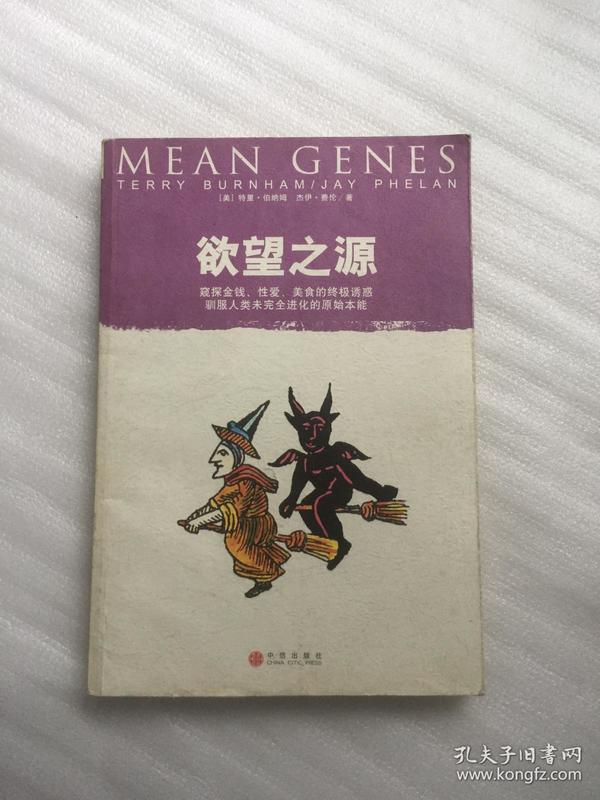 MEAN GENES
TERRY BURNHAM/JAY PHELAN
[美]特里·伯纳姆 杰伊·费伦/著
欲望之源
窥探金钱、性爱、美食的终极诱惑
驯服人类未完全进化的原始本能
中信出版社
CHINA CITIC PRESS
孔夫子旧书网
www.kongfz.com